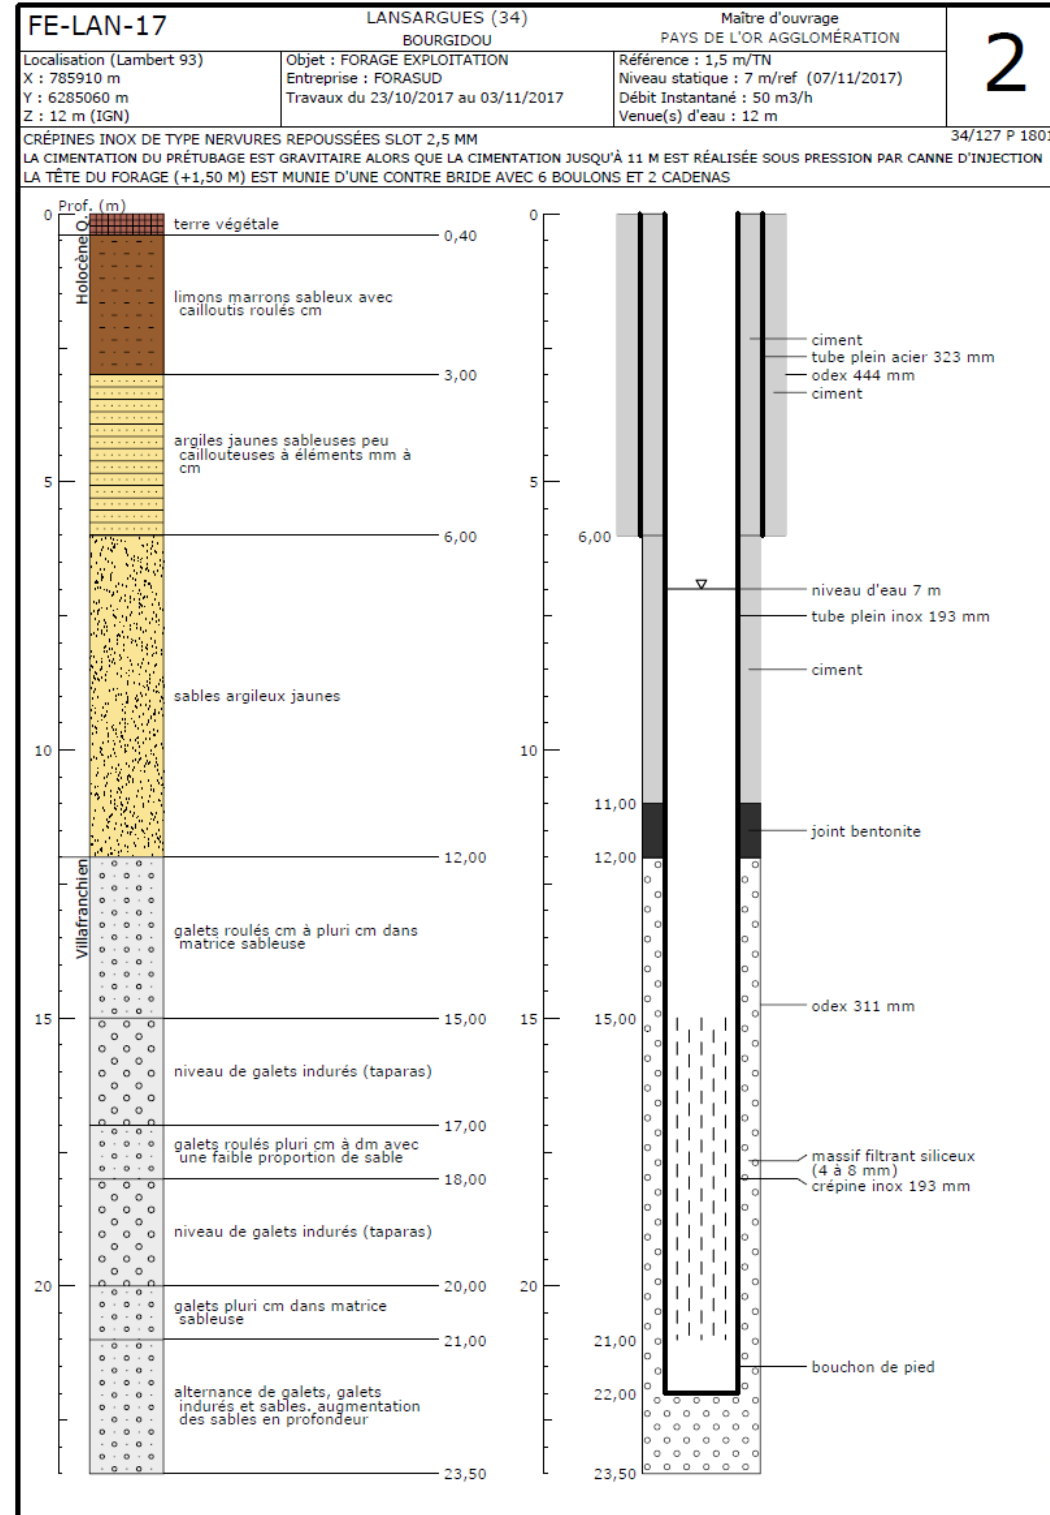 FE-LAN-17
LANSARGUES (34)
BOURGIDOU
Maître d'ouvrage
PAYS DE L'OR AGGLOMÉRATION
2
Localisation (Lambert 93)
X : 785910 m
Y : 6285060 m
Z : 12 m (IGN)
Objet : FORAGE EXPLOITATION
Entreprise : FORASUD
Travaux du 23/10/2017 au 03/11/2017
Référence : 1,5 m/TN
Niveau statique : 7 m/ref (07/11/2017)
Débit Instantané : 50 m3/h
Venue(s) d'eau : 12 m
CRÉPINES INOX DE TYPE NERVURES REPOUSSÉES SLOT 2,5 MM
34/127 P 1801
LA CIMENTATION DU PRÉTUBAGE EST GRAVITAIRE ALORS QUE LA CIMENTATION JUSQU'À 11 M EST RÉALISÉE SOUS PRESSION PAR CANNE D'INJECTION
LA TÊTE DU FORAGE (+1,50 M) EST MUNIE D'UNE CONTRE BRIDE AVEC 6 BOULONS ET 2 CADENAS
Prof. (m)
0
5
10
15
20
Holocène Q.
Villafranchien
terre végétale
0,40
limons marrons sableux avec
cailloutis roulés cm
3,00
argiles jaunes sableuses peu
caillouteuses à éléments mm à
cm
6,00
sables argileux jaunes
12,00
galets roulés cm à pluri cm dans
matrice sableuse
15,00
niveau de galets indurés (taparas)
17,00
galets roulés pluri cm à dm avec
une faible proportion de sable
18,00
niveau de galets indurés (taparas)
20,00
galets pluri cm dans matrice
sableuse
21,00
alternance de galets, galets
indurés et sables. augmentation
des sables en profondeur
23,50
0
5
10
15
20
6,00
11,00
12,00
15,00
21,00
22,00
23,50
ciment
tube plein acier 323 mm
odex 444 mm
ciment
niveau d'eau 7 m
tube plein inox 193 mm
ciment
joint bentonite
odex 311 mm
massif filtrant siliceux
(4 à 8 mm)
crépine inox 193 mm
bouchon de pied